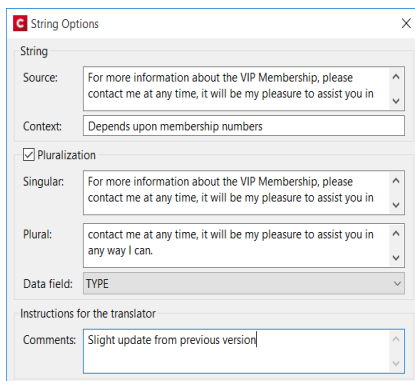 C String Options
String
Source: For more information about the VIP Membership, please
contact me at any time, it will be my pleasure to assist you in
Context: Depends upon membership numbers
Pluralization
Singular: For more information about the VIP Membership, please
contact me at any time, it will be my pleasure to assist you in
Plural: contact me at any time, it will be my pleasure to assist you in
any way I can.
Data field: TYPE
Instructions for the translator
Comments: Slight update from previous version